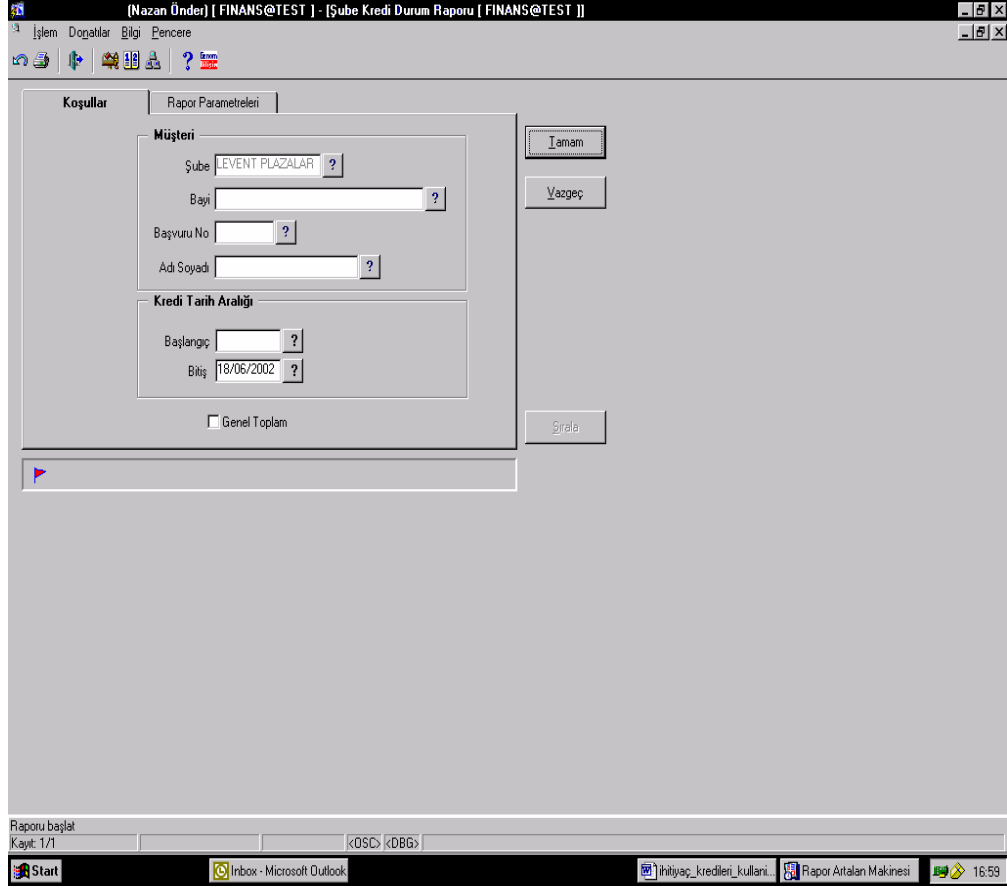 (Nazan Önder) [ FINANS@TEST ] - [Şube Kredi Durum Raporu [ FINANS@TEST ]]
İşlem Donatılar Bilgi Pencere
Koşullar Rapor Parametreleri
Müşteri
Şube LEVENT PLAZALAR ?
Bayi ?
Başvuru No ?
Adı Soyadı ?
Kredi Tarih Aralığı
Başlangıç ?
Bitiş 18/06/2002 ?
Genel Toplam
Tamam
Vazgeç
Sırala
Raporu başlat
Kayıt: 1/1 <OSC> <DBG>
Start Inbox - Microsoft Outlook ihitiyaç_kredileri_kullani... Rapor Artalan Makinesi 16:59